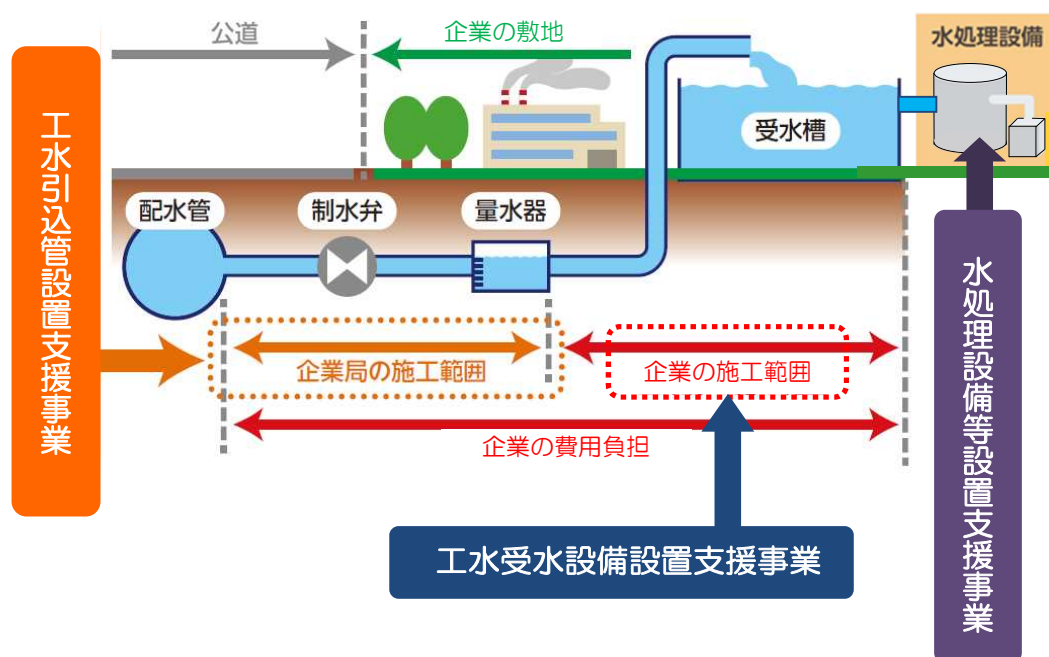 公道
企業の敷地
水処理設備
受水槽
配水管
制水弁
量水器
工水引込管設置支援事業
企業局の施工範囲
企業の施工範囲
企業の費用負担
工水受水設備設置支援事業
水処理設備等設置支援事業